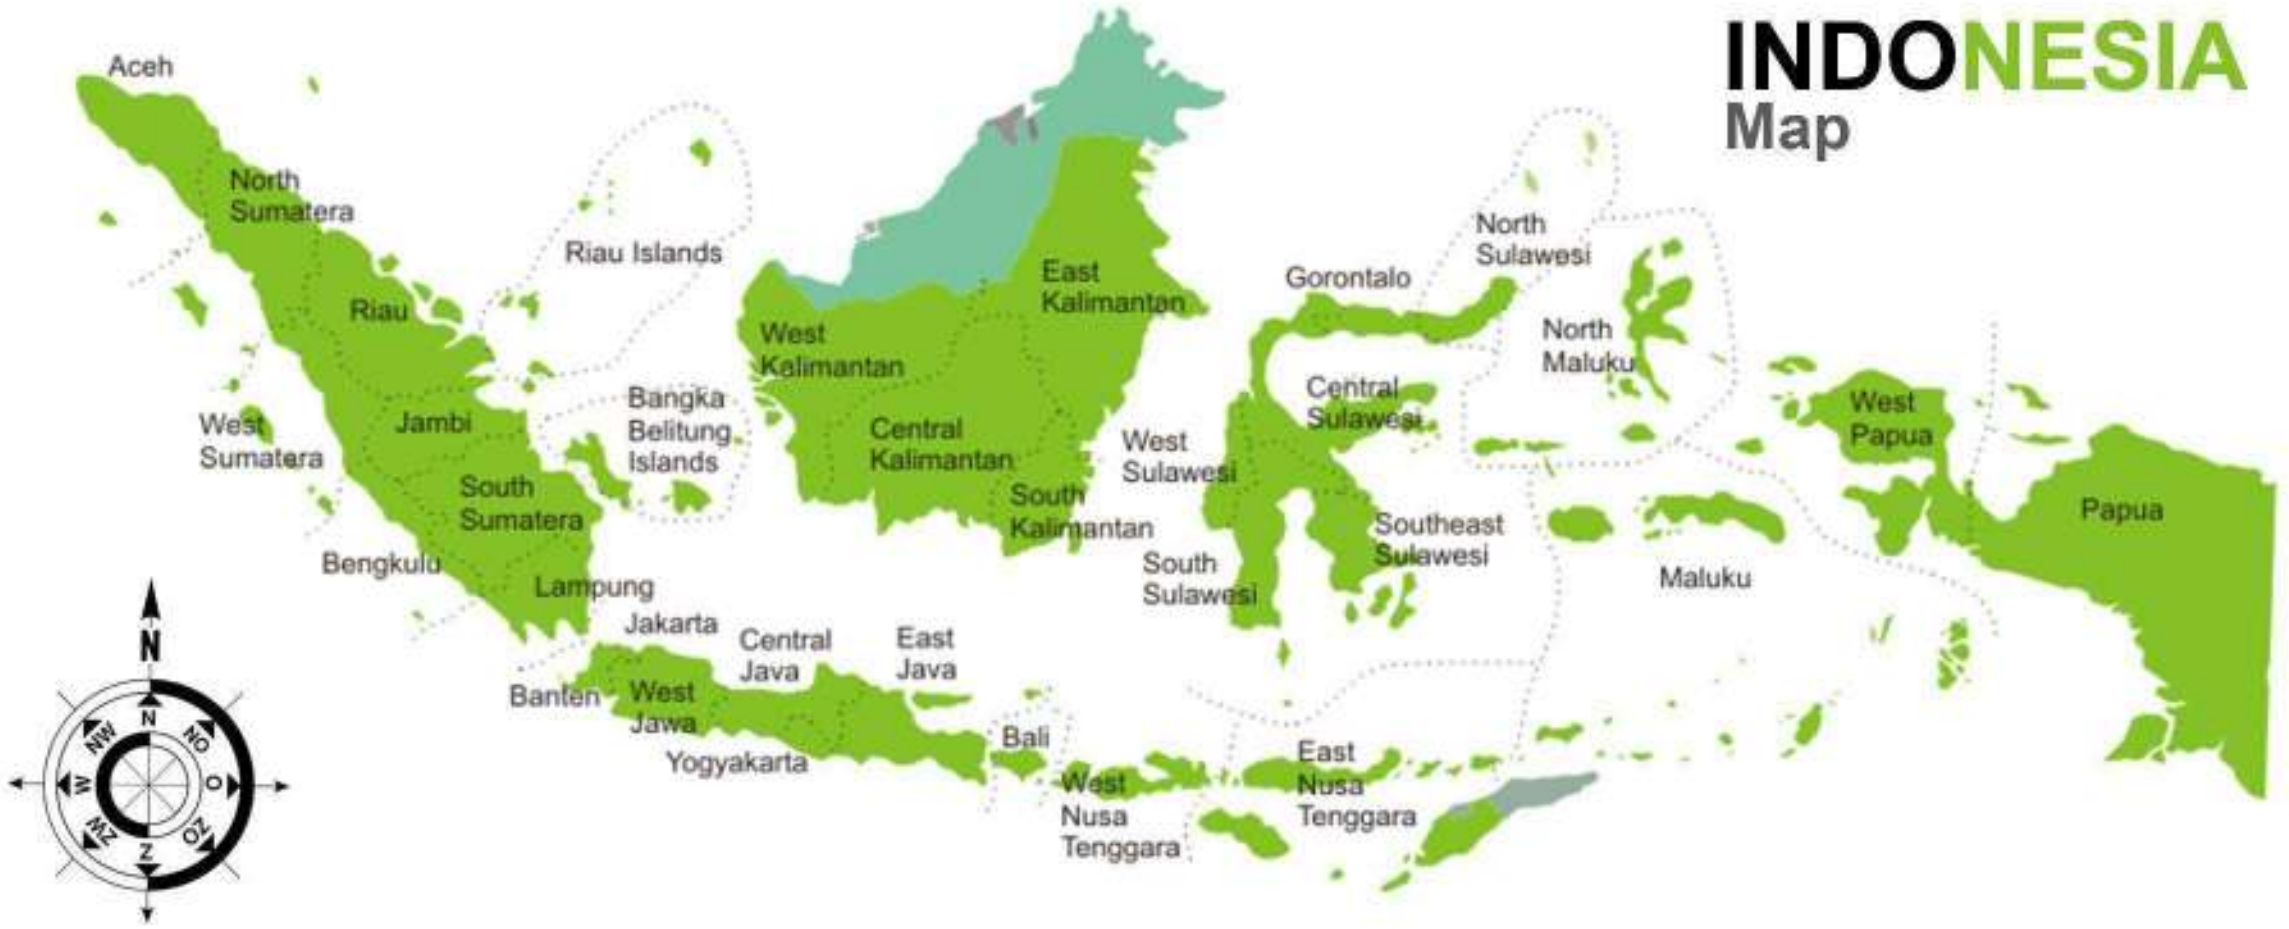 INDONESIA
Map
Aceh
North
Sumatera
Riau Islands
Riau
West
Sumatera
Jambi
Bangka
Belitung
Islands
South
Sumatera
Bengkulu
Lampung
West
Kalimantan
East
Kalimantan
Central
Kalimantan
South
Kalimantan
Gorontalo
North
Sulawesi
Central
Sulawesi
West
Sulawesi
South
Sulawesi
Southeast
Sulawesi
North
Maluku
Maluku
West
Papua
Papua
Jakarta
Banten
West
Jawa
Central
Java
Yogyakarta
East
Java
Bali
West
Nusa
Tenggara
East
Nusa
Tenggara
N
N
NO
O
ZO
Z
ZW
W
NW